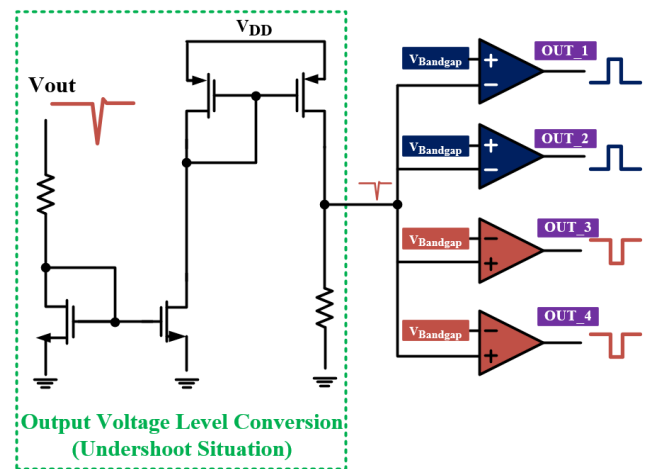 VDD
Vout
VBandgap
OUT_1
VBandgap
OUT_2
VBandgap
OUT_3
VBandgap
OUT_4
Output Voltage Level Conversion
(Undershoot Situation)